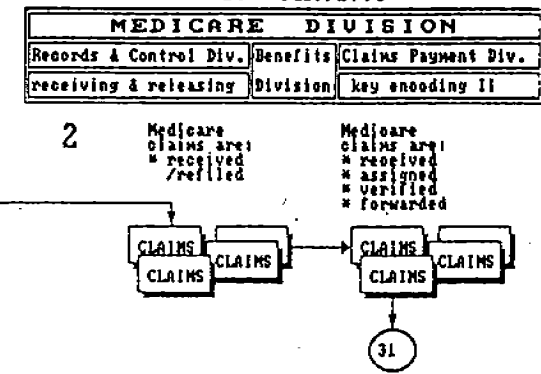 MEDICARE DIVISION
Records & Control Div. Benefits Claims Payment Div.
receiving & releasing Division key encoding II
2
Medicare claims are:
* received
/refiled
Medicare claims are:
* received
* assigned
* verified
* forwarded
CLAIMS
CLAIMS
CLAIMS
CLAIMS
CLAIMS
CLAIMS
31